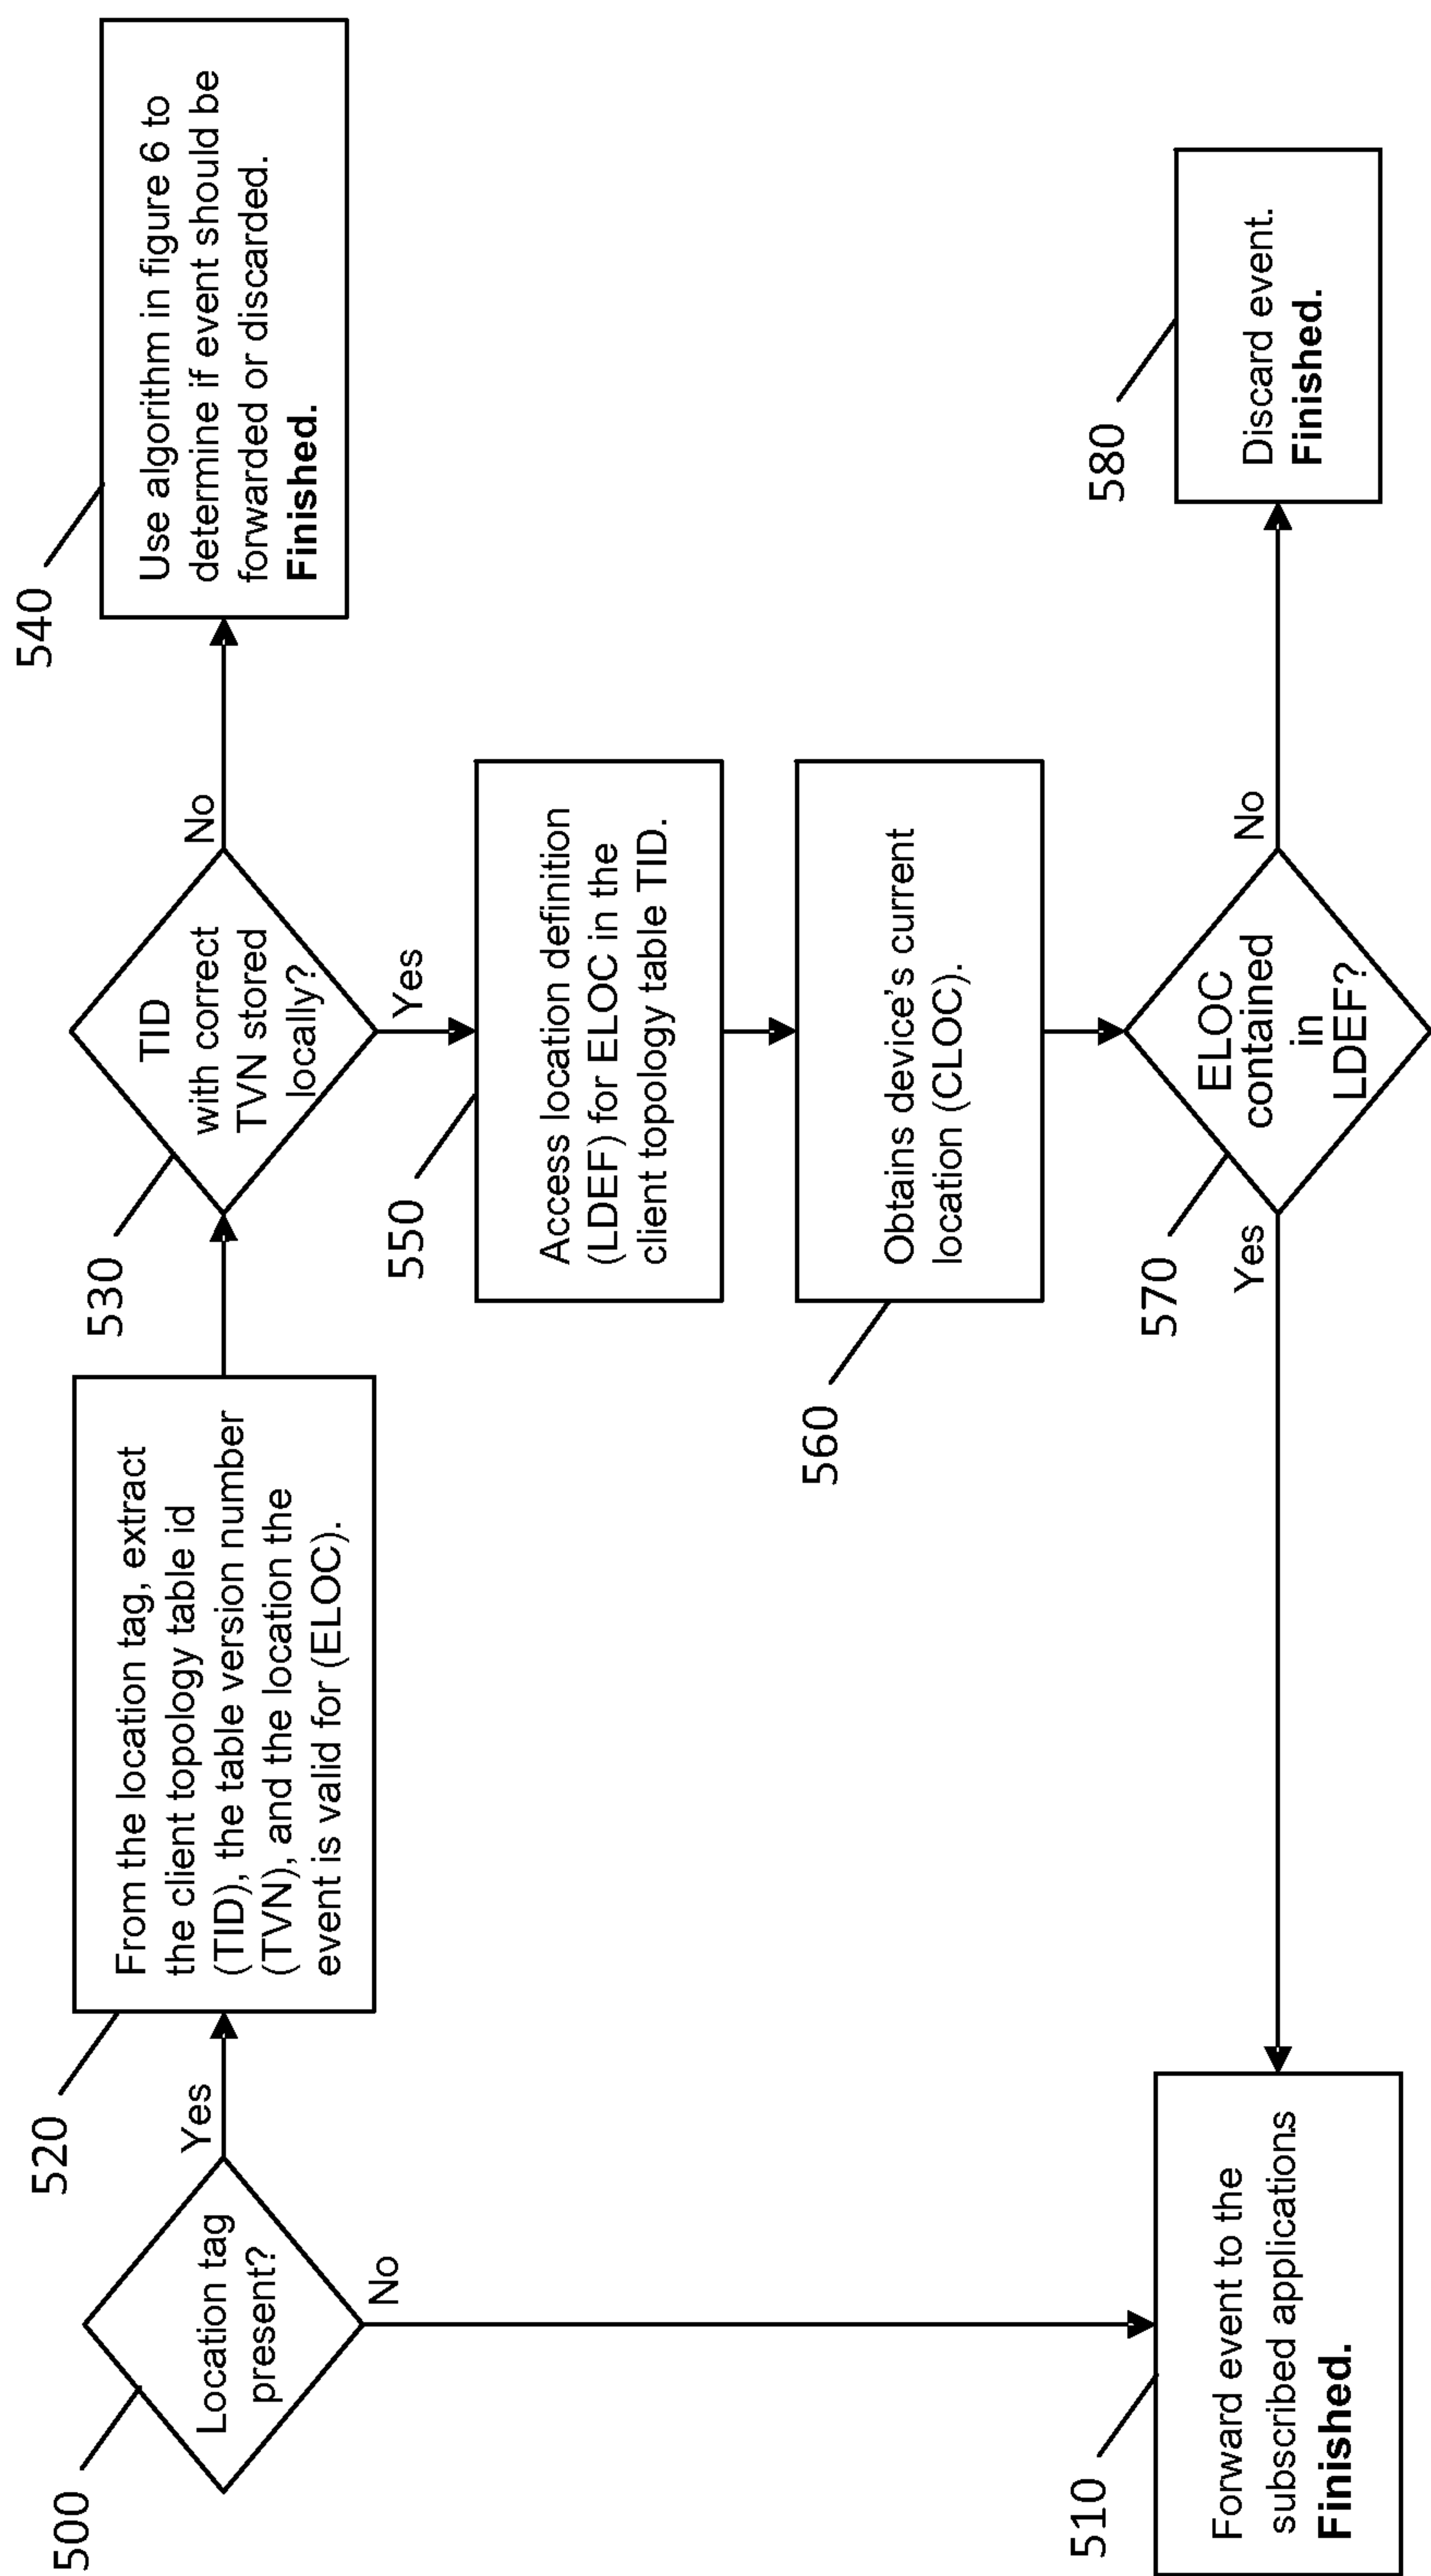 500
Location tag
present?
Yes
No
510
Forward event to the
subscribed applications
Finished.
520
From the location tag, extract
the client topology table id
(TID), the table version number
(TVN), and the location the
event is valid for (ELOC).
530
TID
with correct
TVN stored
locally?
No
Yes
540
Use algorithm in figure 6 to
determine if event should be
forwarded or discarded.
Finished.
550
Access location definition
(LDEF) for ELOC in the
client topology table TID.
560
Obtains device's current
location (CLOC).
570
ELOC
contained
in
LDEF?
Yes
No
580
Discard event.
Finished.